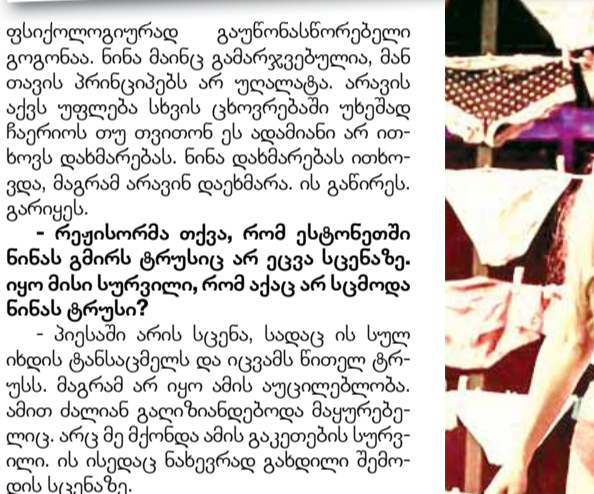 ფსიქოლოგიურად გაუწონასწორებელი
გოგონაა. ნინა მაინც გამარჯვებულია, მან
თავის პრინციპებს არ უღალატა. არავის
აქვს უფლება სხვის ცხოვრებაში უხეშად
ჩაერიოს თუ თვითონ ეს ადამიანი არ ით-
ხოვს დახმარებას. ნინა დახმარებას ითხო-
ვდა, მაგრამ არავინ დაეხმარა. ის გაწირეს.
გარიყეს.
- რეჟისორმა თქვა, რომ ესტონეთში
ნინას გმირს ტრუსიც არ ეცვა სცენაზე.
იყო მისი სურვილი, რომ აქაც არ სცმოდა
ნინას ტრუსი?
- პიესაში არის სცენა, სადაც ის სულ
იხდის ტანსაცმელს და იცვამს წითელ ტრ-
უსს. მაგრამ არ იყო ამის აუცილებლობა.
ამით ძალიან გაღიზიანდებოდა მაყურებე-
ლიც. არც მე მქონდა ამის გაკეთების სურვ-
ილი. ის ისედაც ნახევრად გახდილი შემო-
დის სცენაზე.